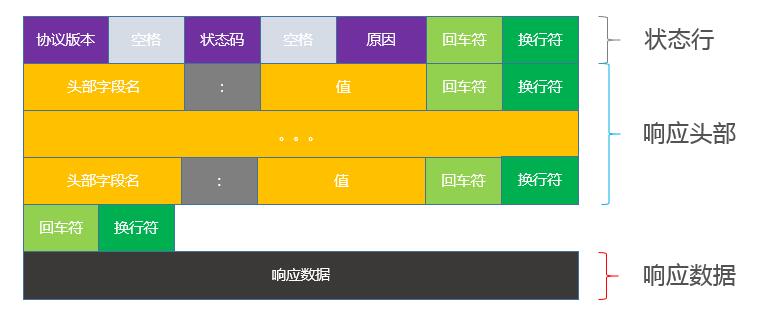 协议版本 空格 状态码 空格 原因 回车符 换行符 状态行
头部字段名 : 值 回车符 换行符
。。。 响应头部
头部字段名 : 值 回车符 换行符
回车符 换行符
响应数据 响应数据